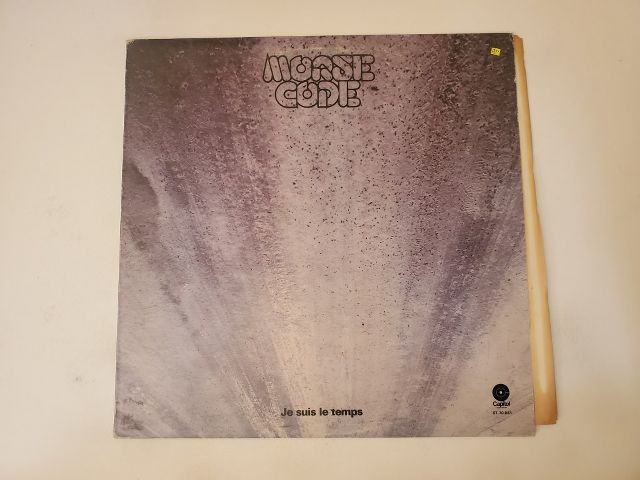 MORSE
CODE
Je suis le temps
Capitol